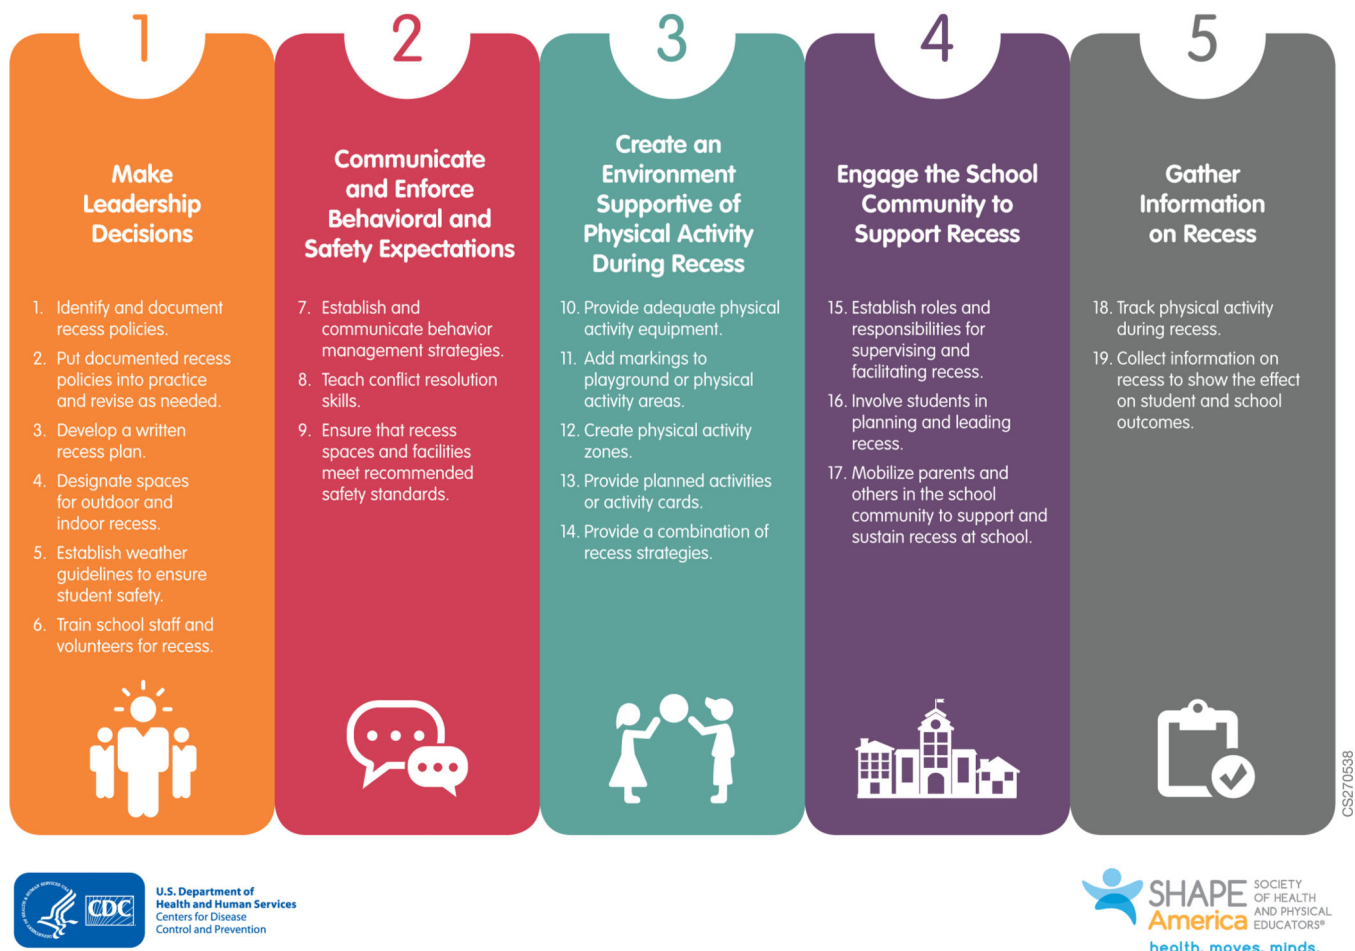 1
Make
Leadership
Decisions
1. Identify and document
recess policies.
2. Put documented recess
policies into practice
and revise as needed.
3. Develop a written
recess plan.
4. Designate spaces
for outdoor and
indoor recess.
5. Establish weather
guidelines to ensure
student safety.
6. Train school staff and
volunteers for recess.
2
Communicate
and Enforce
Behavioral and
Safety Expectations
7. Establish and
communicate behavior
management strategies.
8. Teach conflict resolution
skills.
9. Ensure that recess
spaces and facilities
meet recommended
safety standards.
3
Create an
Environment
Supportive of
Physical Activity
During Recess
10. Provide adequate physical
activity equipment.
11. Add markings to
playground or physical
activity areas.
12. Create physical activity
zones.
13. Provide planned activities
or activity cards.
14. Provide a combination of
recess strategies.
4
Engage the School
Community to
Support Recess
15. Establish roles and
responsibilities for
supervising and
facilitating recess.
16. Involve students in
planning and leading
recess.
17. Mobilize parents and
others in the school
community to support and
sustain recess at school.
5
Gather
Information
on Recess
18. Track physical activity
during recess.
19. Collect information on
recess to show the effect
on student and school
outcomes.
CS270538
CDC
U.S. Department of
Health and Human Services
Centers for Disease
Control and Prevention
SHAPE
America
SOCIETY
OF HEALTH
AND PHYSICAL
EDUCATORS®
health. moves. minds.